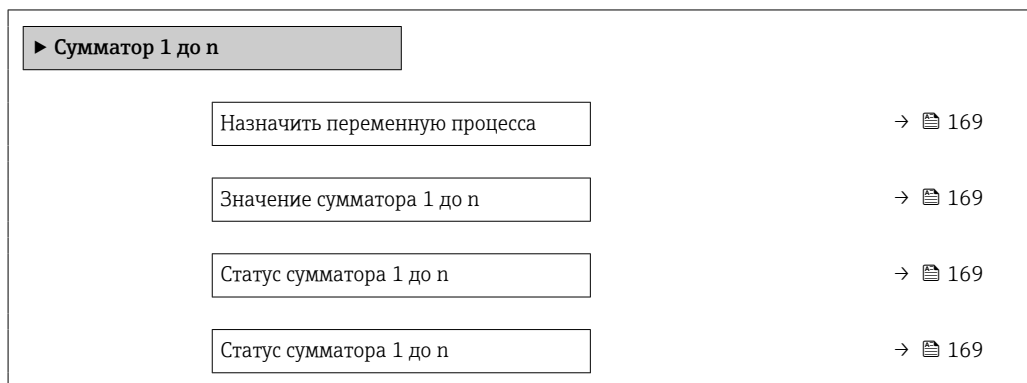 ▶ Сумматор 1 до n
Назначить переменную процесса → 169
Значение сумматора 1 до n → 169
Статус сумматора 1 до n → 169
Статус сумматора 1 до n → 169